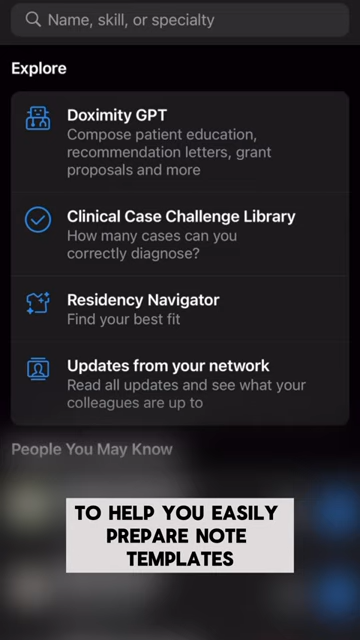 Name, skill, or specialty
Explore
Doximity GPT
Compose patient education,
recommendation letters, grant
proposals and more
Clinical Case Challenge Library
How many cases can you
correctly diagnose?
Residency Navigator
Find your best fit
Updates from your network
Read all updates and see what your
colleagues are up to
People You May Know
TO HELP YOU EASILY
PREPARE NOTE
TEMPLATES